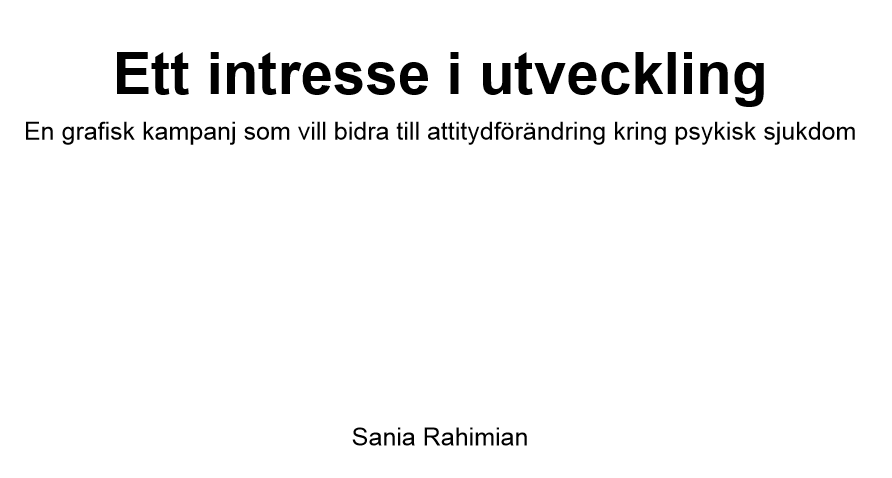 Ett intresse i utveckling
En grafisk kampanj som vill bidra till attitydförändring kring psykisk sjukdom
Sania Rahimian